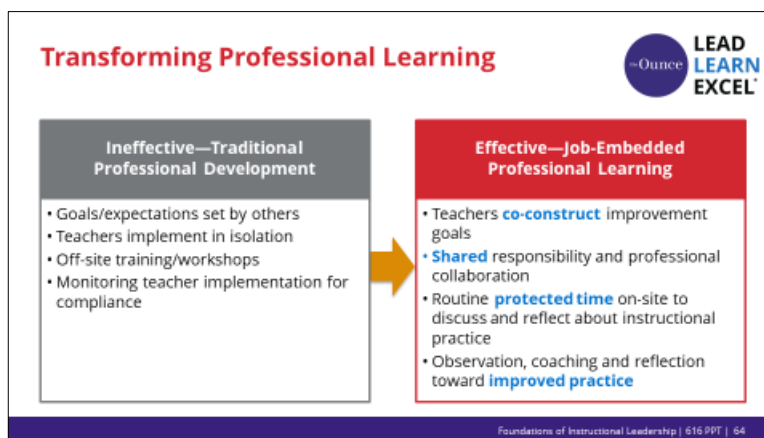 Transforming Professional Learning
the Ounce
LEAD
LEARN
EXCEL
Ineffective—Traditional
Professional Development
• Goals/expectations set by others
• Teachers implement in isolation
• Off-site training/workshops
• Monitoring teacher implementation for
compliance
Effective—Job-Embedded
Professional Learning
• Teachers co-construct improvement
goals
• Shared responsibility and professional
collaboration
• Routine protected time on-site to
discuss and reflect about instructional
practice
• Observation, coaching and reflection
toward improved practice
Foundations of Instructional Leadership | 616 PPT | 64